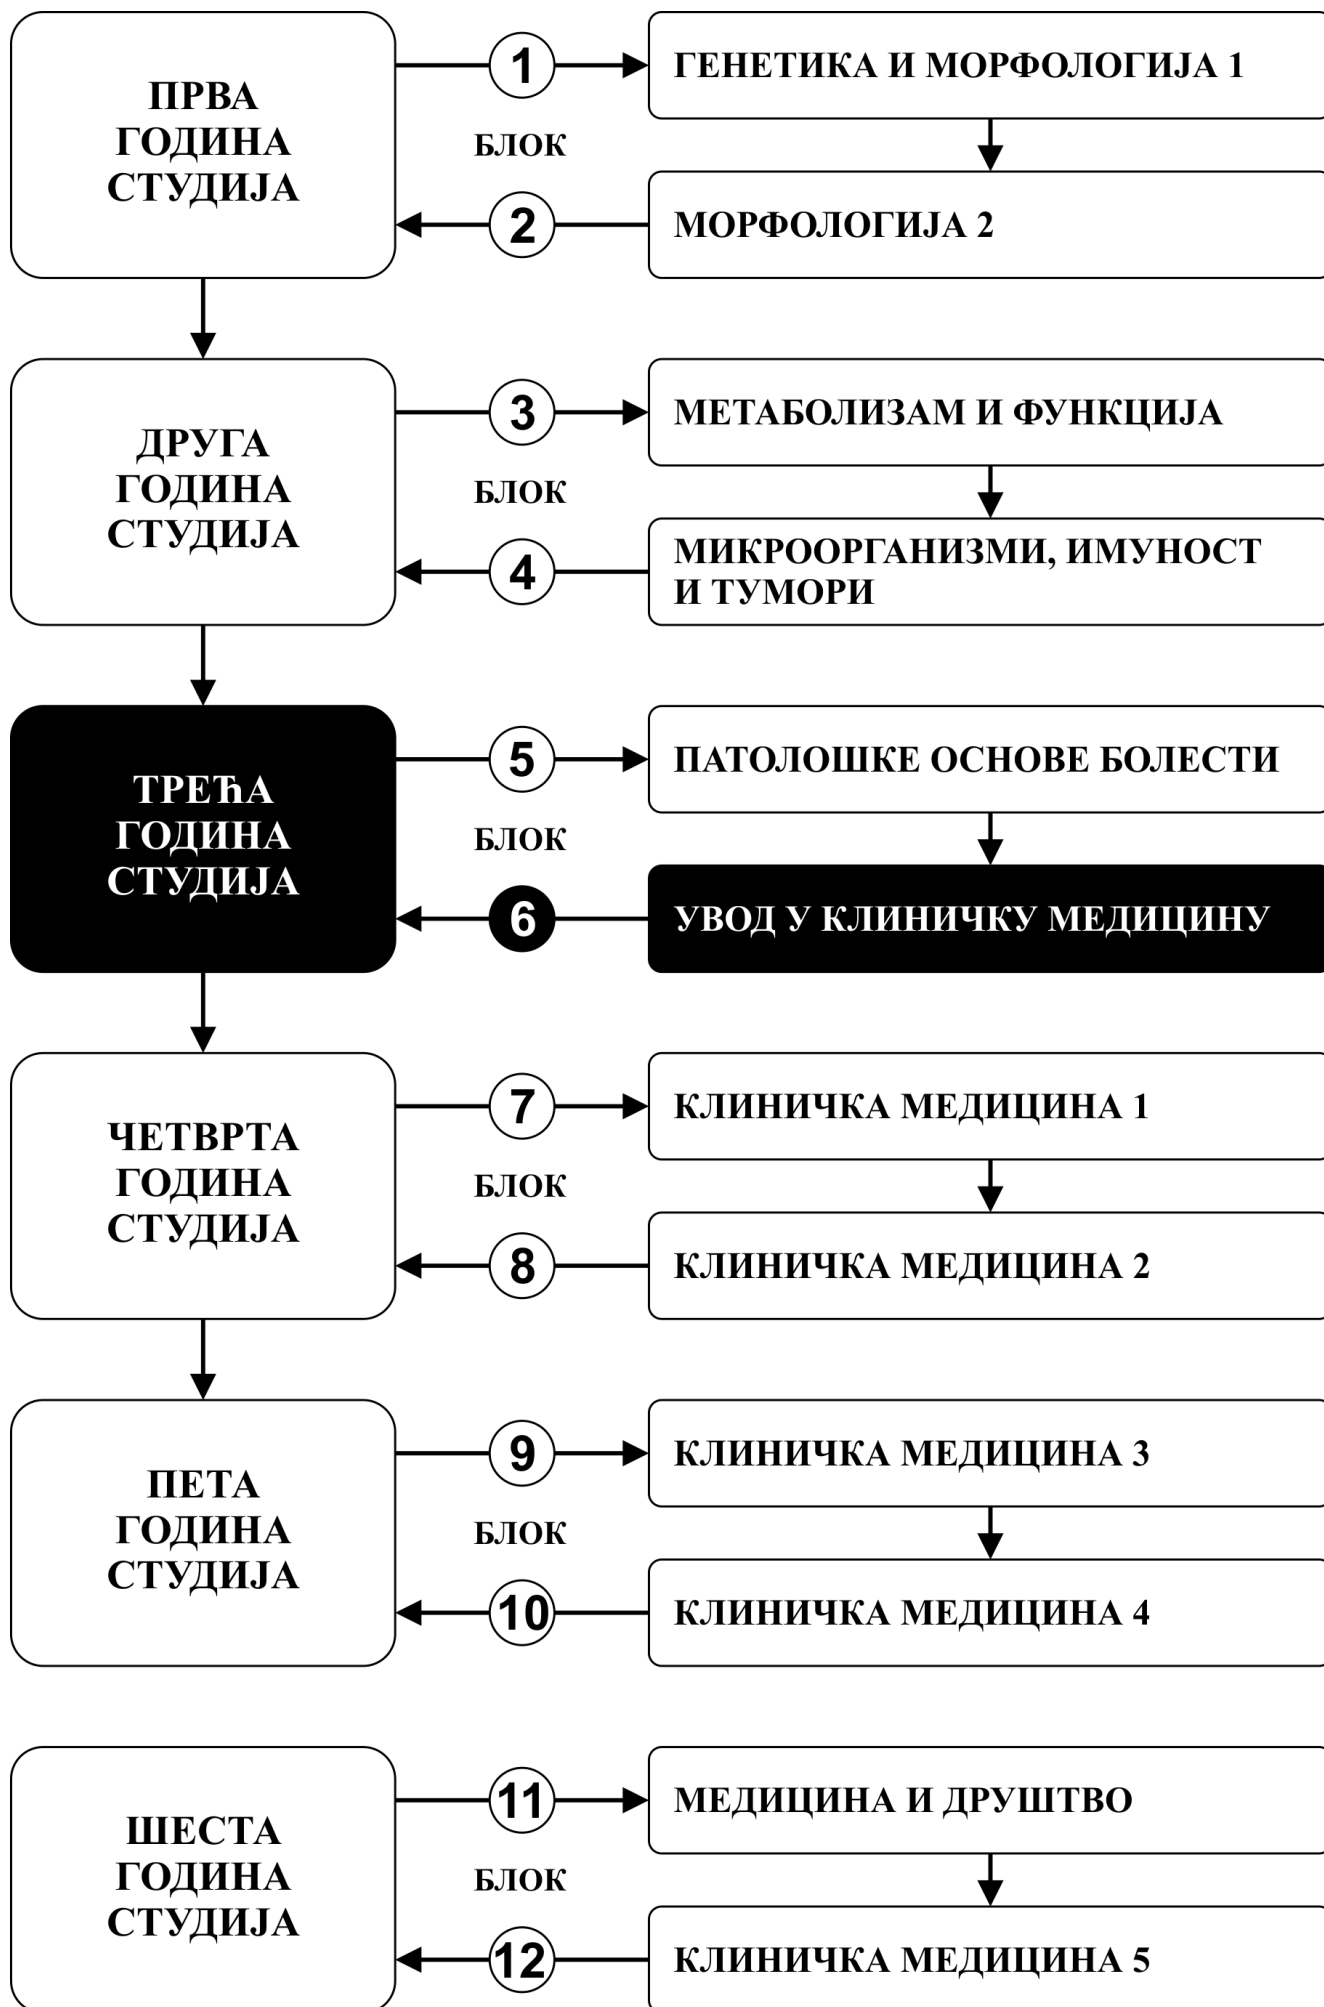 ПРВА
ГОДИНА
СТУДИЈА
1
БЛОК
2
ГЕНЕТИКА И МОРФОЛОГИЈА 1
МОРФОЛОГИЈА 2
ДРУГА
ГОДИНА
СТУДИЈА
3
БЛОК
4
МЕТАБОЛИЗАМ И ФУНКЦИЈА
МИКРООРГАНИЗМИ, ИМУНОСТ
И ТУМОРИ
ТРЕЋА
ГОДИНА
СТУДИЈА
5
БЛОК
6
ПАТОЛОШКЕ ОСНОВЕ БОЛЕСТИ
УВОД У КЛИНИЧКУ МЕДИЦИНУ
ЧЕТВРТА
ГОДИНА
СТУДИЈА
7
БЛОК
8
КЛИНИЧКА МЕДИЦИНА 1
КЛИНИЧКА МЕДИЦИНА 2
ПЕТА
ГОДИНА
СТУДИЈА
9
БЛОК
10
КЛИНИЧКА МЕДИЦИНА 3
КЛИНИЧКА МЕДИЦИНА 4
ШЕСТА
ГОДИНА
СТУДИЈА
11
БЛОК
12
МЕДИЦИНА И ДРУШТВО
КЛИНИЧКА МЕДИЦИНА 5